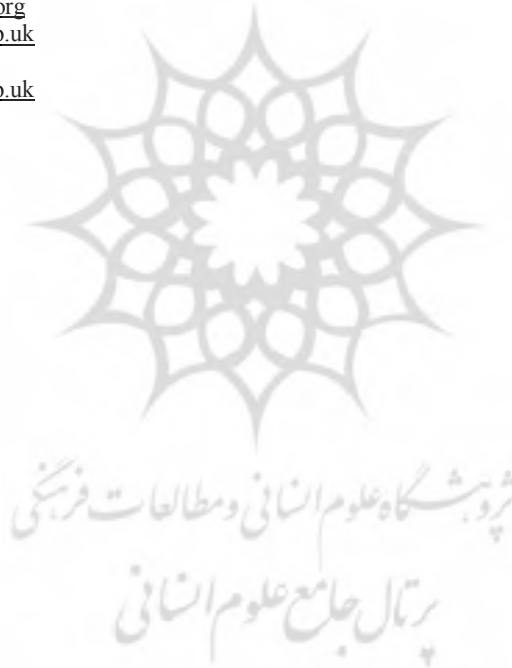 org
o.uk
o.uk
پژوهشگاه علوم انسانی و مطالعات فرهنگی
پرتال جامع علوم انسانی